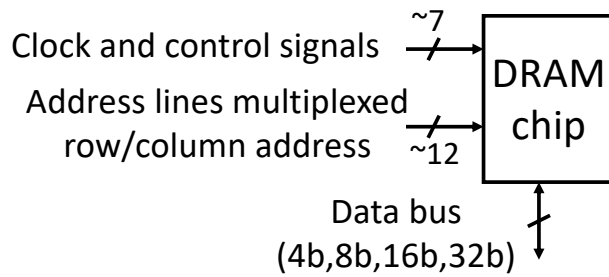 ~7
Clock and control signals
DRAM
chip
Address lines multiplexed
row/column address
~12
Data bus
(4b,8b,16b,32b)